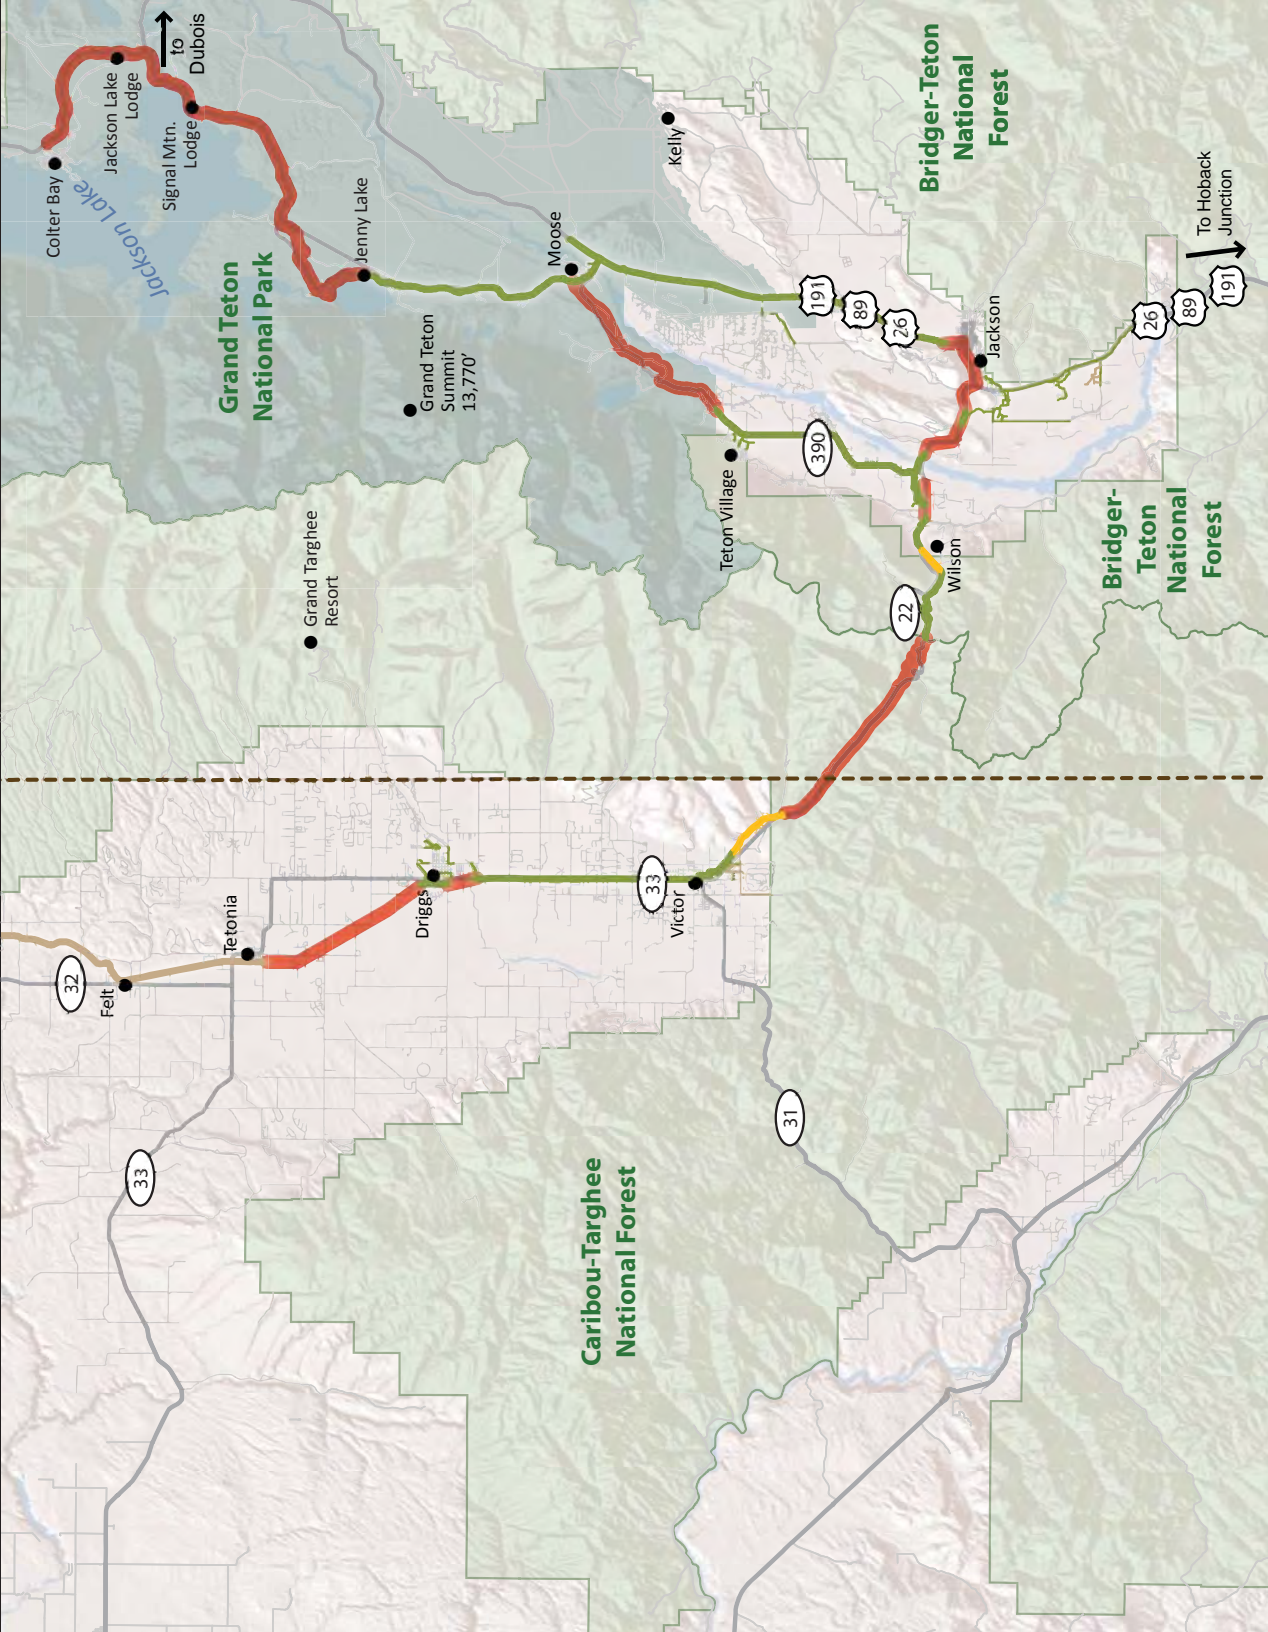 32
Felt
Tetonia
33
Driggs
33
Victor
31
Caribou-Targhee
National Forest
Grand Targhee
Resort
Colter Bay
Jackson Lake
Jackson Lake
Lodge
to
Dubois
Signal Mtn.
Lodge
Grand Teton
National Park
Jenny Lake
Grand Teton
Summit
13,770’
Moose
Kelly
Teton Village
390
191
89
26
Jackson
Wilson
22
Bridger-Teton
National
Forest
To Hoback
Junction
26
89
191
Bridger-
Teton
National
Forest